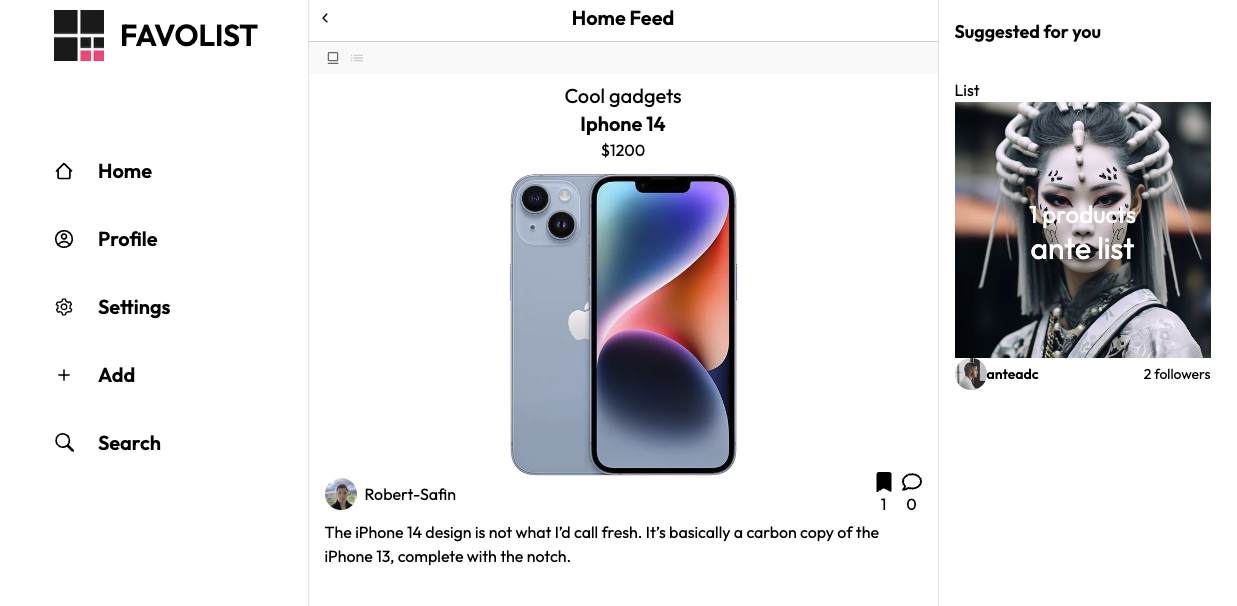 FAVOLIST
Home
Profile
Settings
Add
Search
Home Feed
Cool gadgets
Iphone 14
$1200
Robert-Safin
1
0
The iPhone 14 design is not what I’d call fresh. It’s basically a carbon copy of the
iPhone 13, complete with the notch.
Suggested for you
List
1 products
ante list
anteadc
2 followers